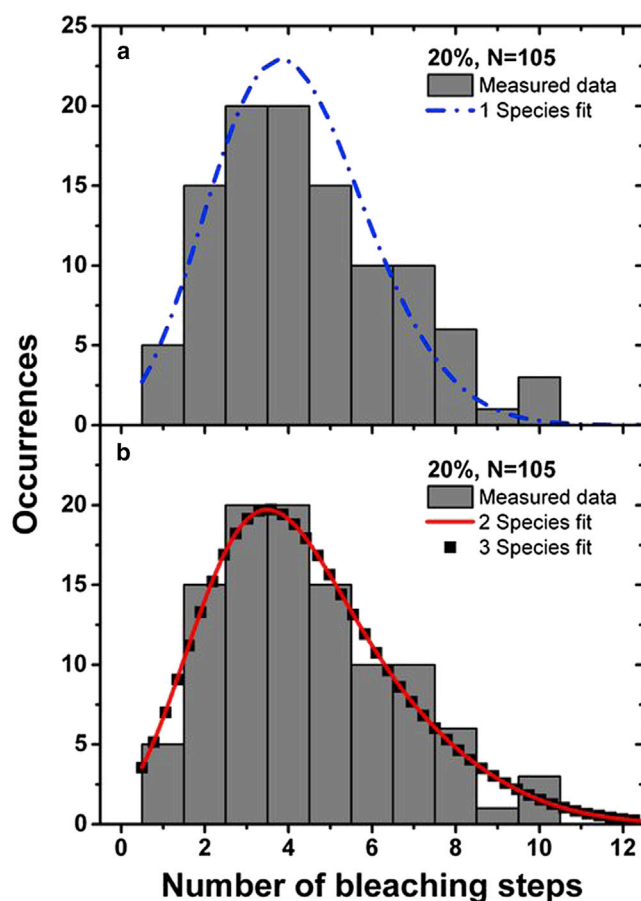 a
20%, N=105
Measured data
1 Species fit
25
20
15
10
5
0
b
20%, N=105
Measured data
2 Species fit
3 Species fit
20
15
10
5
0
0 2 4 6 8 10 12
Occurrences
Number of bleaching steps